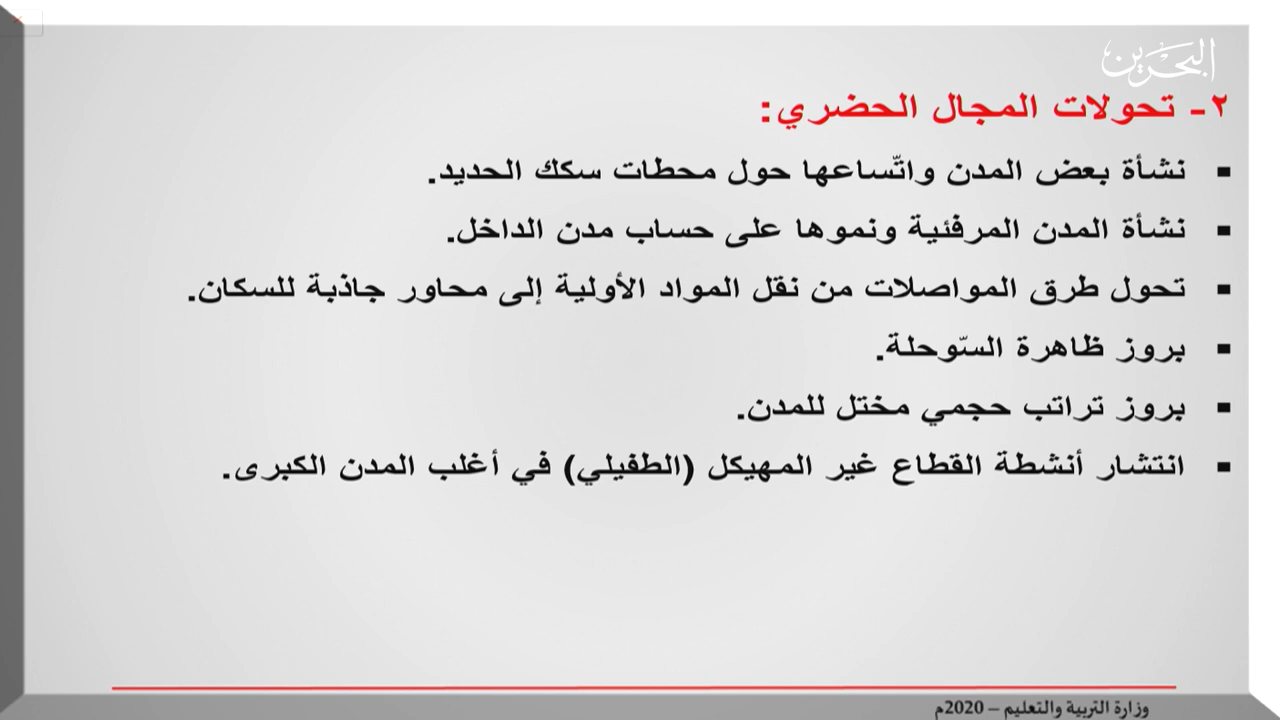 البحرين
٢- تحولات المجال الحضري:
▪ نشأة بعض المدن واتّساعها حول محطات سكك الحديد.
▪ نشأة المدن المرفئية ونموها على حساب مدن الداخل.
▪ تحول طرق المواصلات من نقل المواد الأولية إلى محاور جاذبة للسكان.
▪ بروز ظاهرة السّوحلة.
▪ بروز تراتب حجمي مختل للمدن.
▪ انتشار أنشطة القطاع غير المهيكل (الطفيلي) في أغلب المدن الكبرى.
وزارة التربية والتعليم – 2020م